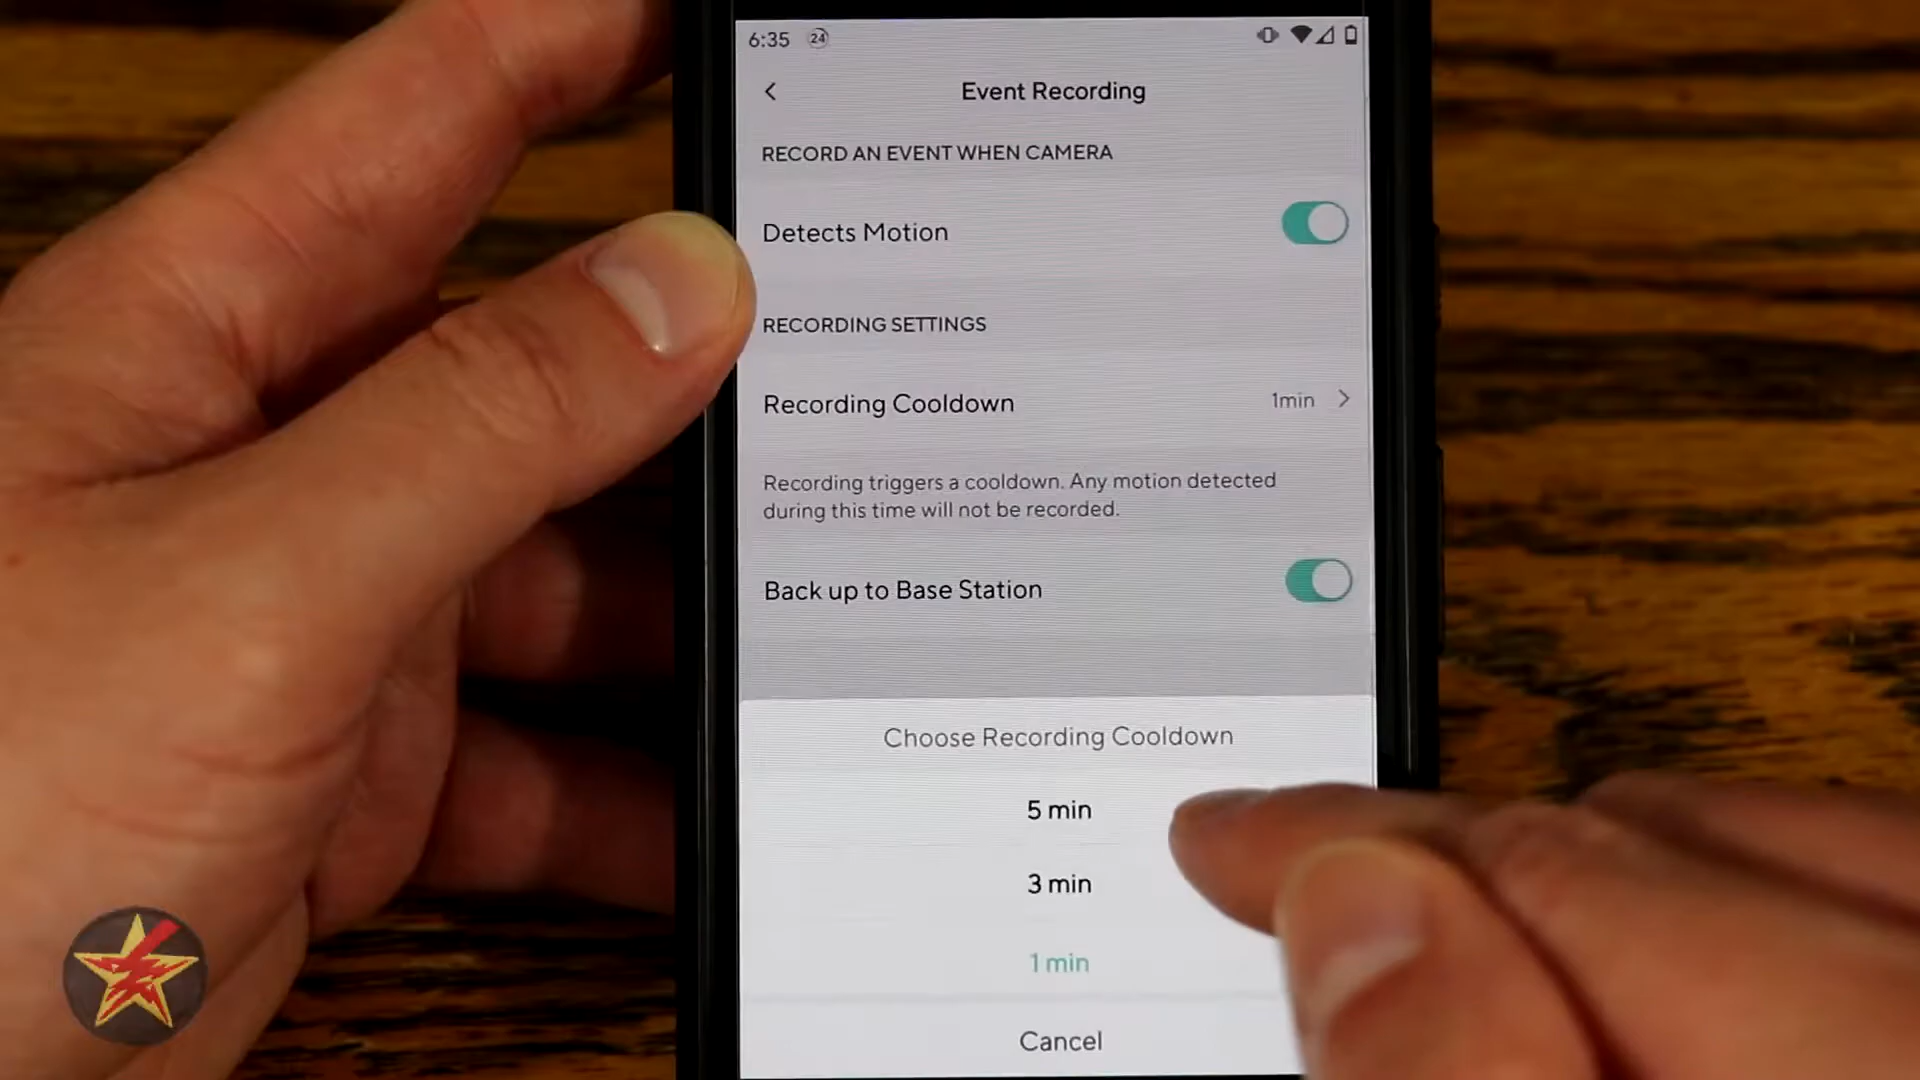 6:35 24
Event Recording
RECORD AN EVENT WHEN CAMERA
Detects Motion
RECORDING SETTINGS
Recording Cooldown 1min
Recording triggers a cooldown. Any motion detected
during this time will not be recorded.
Back up to Base Station
Choose Recording Cooldown
5 min
3 min
1 min
Cancel